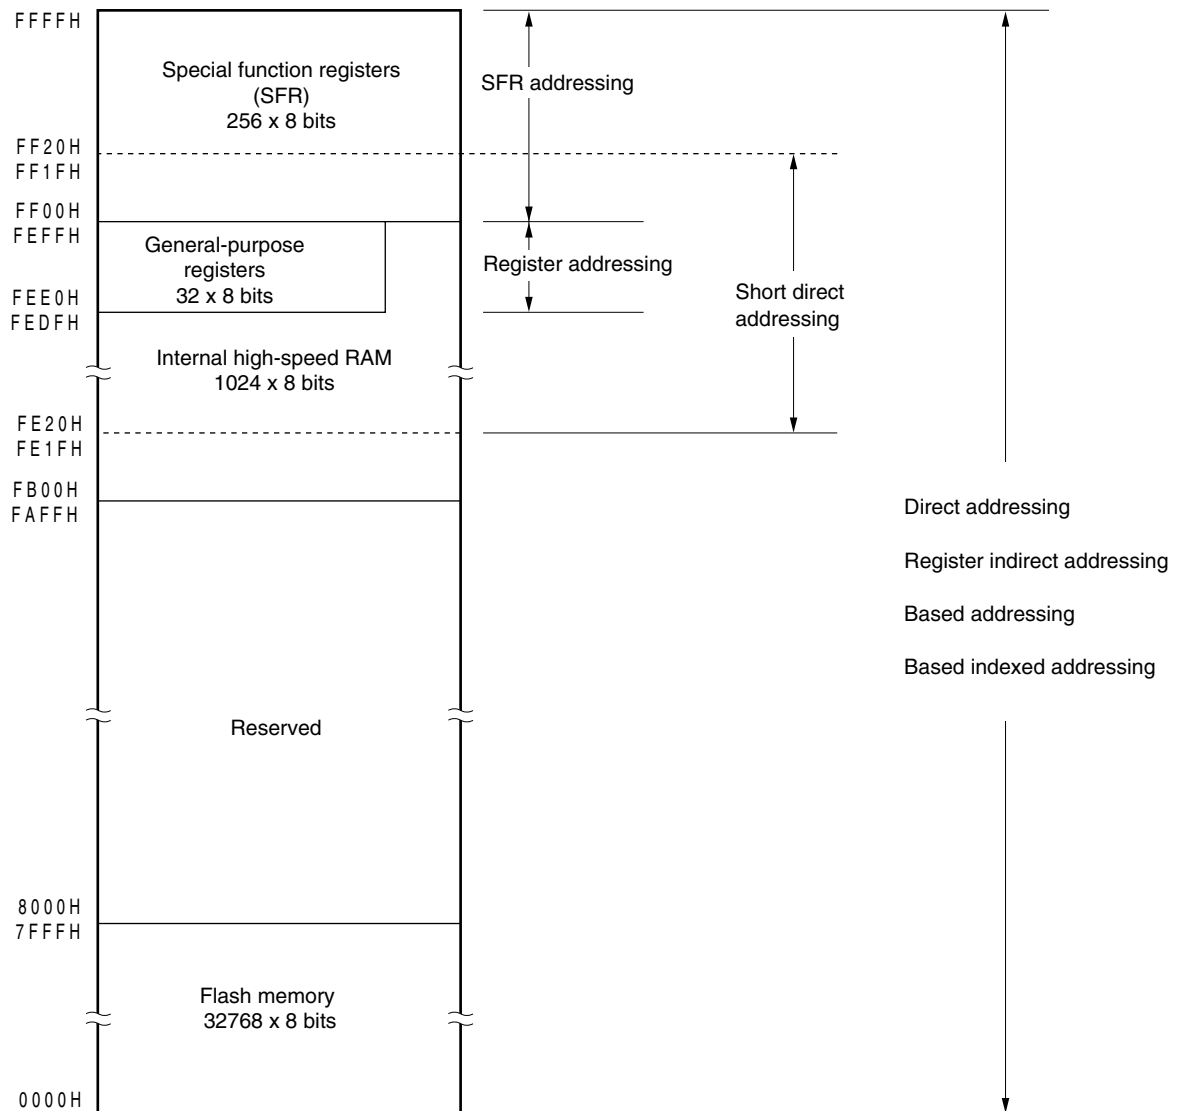 FFFFH
Special function registers
(SFR)
256 x 8 bits
SFR addressing
FF20H
FF1FH
FF00H
FEFFH
General-purpose
registers
32 x 8 bits
Register addressing
Short direct
addressing
FEE0H
FEDFH
Internal high-speed RAM
1024 x 8 bits
FE20H
FE1FH
FB00H
FAFFH
Direct addressing
Register indirect addressing
Based addressing
Based indexed addressing
Reserved
8000H
7FFFH
Flash memory
32768 x 8 bits
0000H